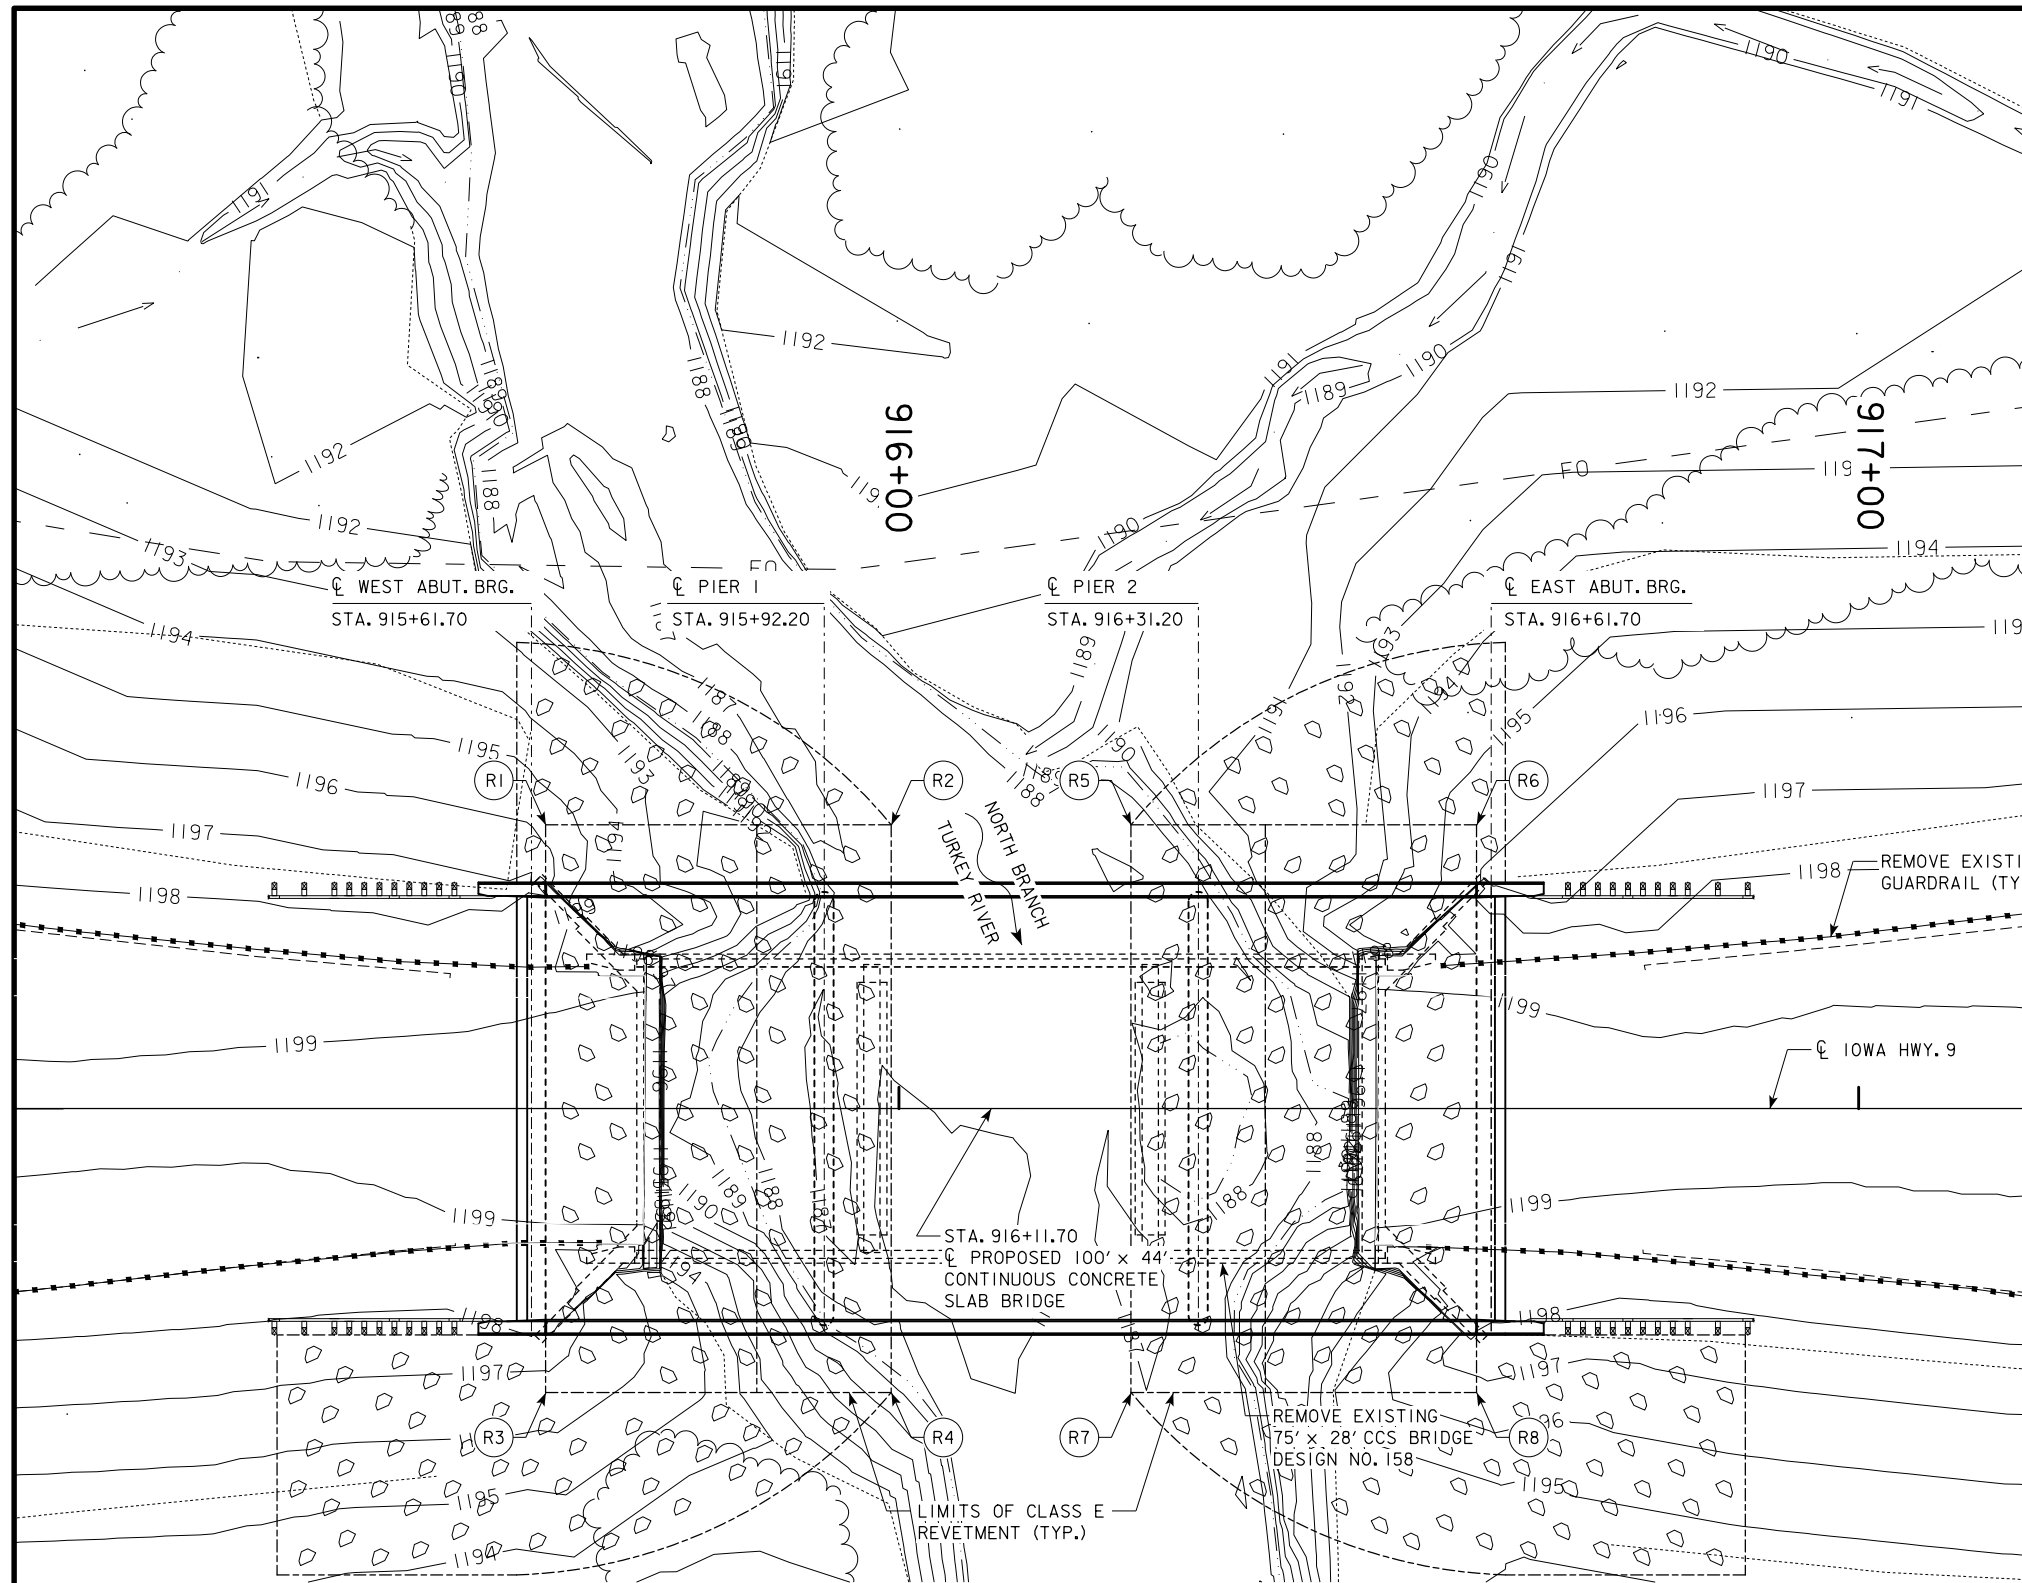 1190
1191
1190
1191
1191
1190
1190
1191
1192
1188
1191
1190
1189
1192
1192
1188
916+00
917+00
1192
1193
1190
FO
1194
FO
℄ WEST ABUT. BRG.
STA. 915+61.70
℄ PIER 1
STA. 915+92.20
℄ PIER 2
STA. 916+31.20
℄ EAST ABUT. BRG.
STA. 916+61.70
1194
1189
1193
1192
1191
1194
1187
1188
1195
1196
1195
1193
1190
1188
1196
1197
R1
R2
R5
R6
1197
1194
NORTH BRANCH
TURKEY RIVER
1198
1198
REMOVE EXISTI
GUARDRAIL (TY
1199
1199
℄ IOWA HWY. 9
1188
1190
1189
1188
1188
1199
1199
STA. 916+11.70
℄ PROPOSED 100' x 44'
CONTINUOUS CONCRETE
SLAB BRIDGE
1194
1198
1198
1197
1197
R3
R4
R7
R8
REMOVE EXISTING
75' x 28' CCS BRIDGE
DESIGN NO. 158
1195
1195
LIMITS OF CLASS E
REVETMENT (TYP.)
1194